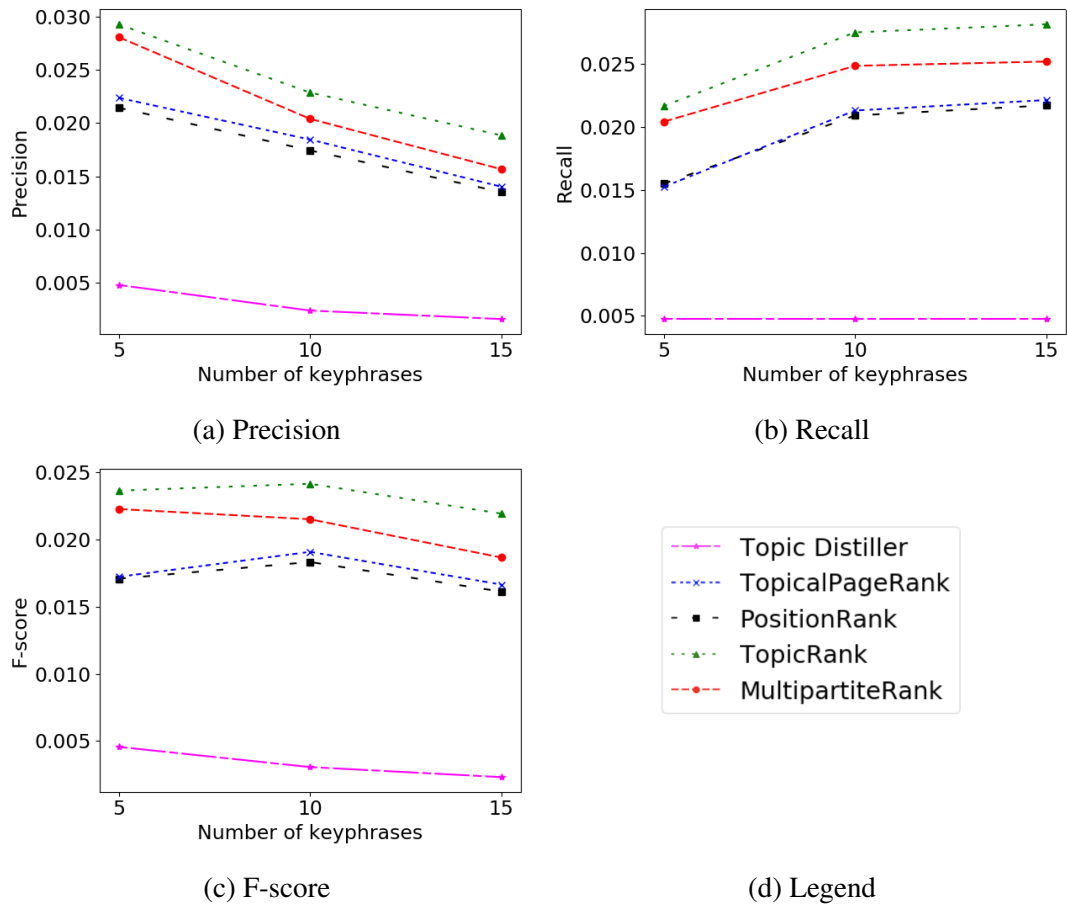 0.030
0.025
0.020
0.015
0.010
0.005
Precision
5 10 15
Number of keyphrases
(a) Precision
0.025
0.020
0.015
0.010
0.005
Recall
5 10 15
Number of keyphrases
(b) Recall
0.025
0.020
0.015
0.010
0.005
F-score
5 10 15
Number of keyphrases
(c) F-score
Topic Distiller
TopicalPageRank
PositionRank
TopicRank
MultipartiteRank
(d) Legend